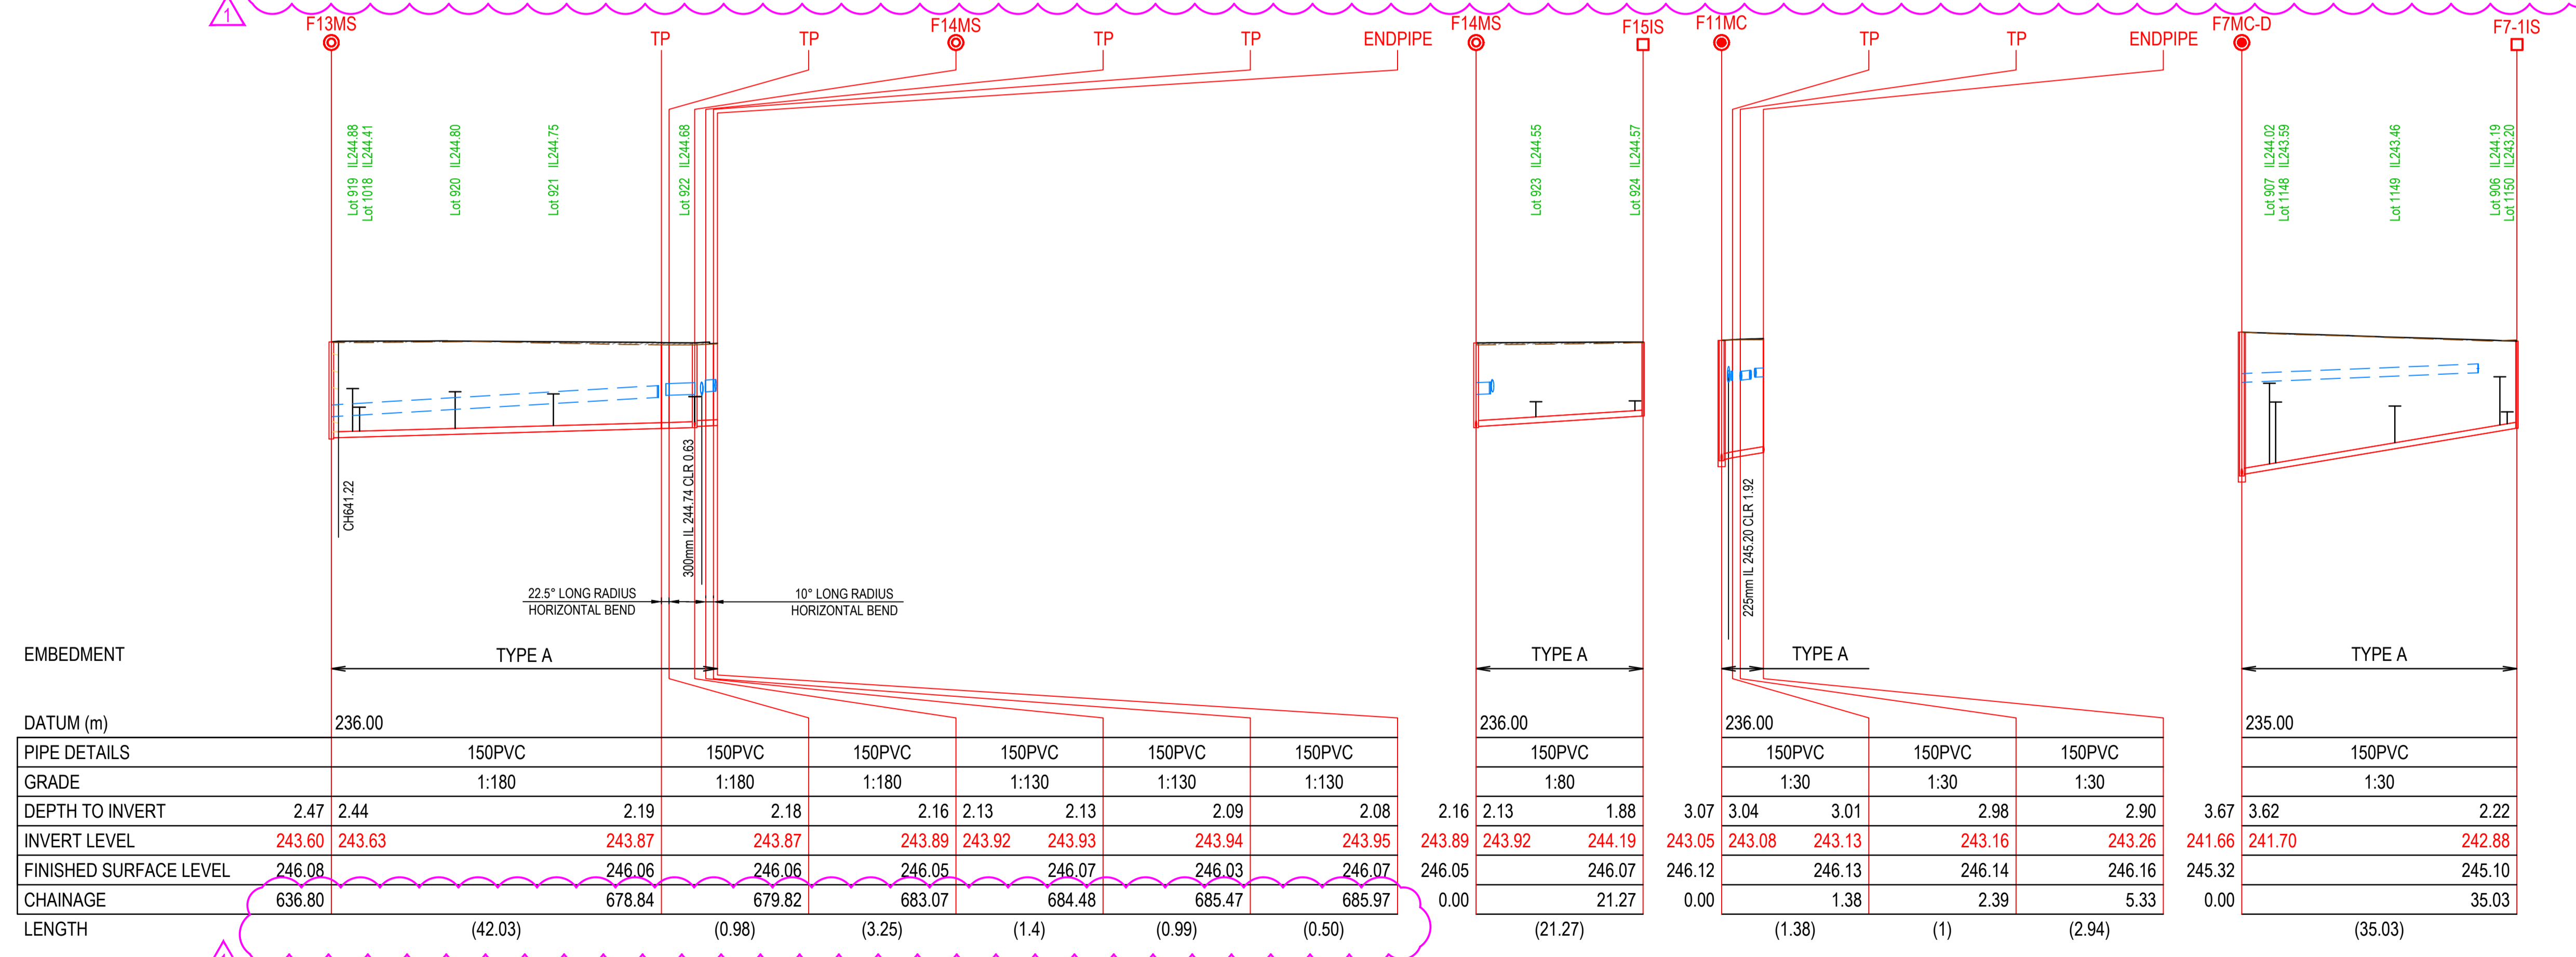 1
F13MS TP TP F14MS TP TP ENDPIPE F14MS F15IS F11MC TP TP ENDPIPE F7MC-D F7-1IS
Lot 919 IL244.88
Lot 1018 IL244.41
Lot 920 IL244.80
Lot 921 IL244.75
Lot 922 IL244.68
Lot 923 IL244.55
Lot 924 IL244.57
Lot 907 IL244.02
Lot 1148 IL243.59
Lot 1149 IL243.46
Lot 906 IL244.19
Lot 1150 IL243.20
CH641.22
300mm IL 244.74 CLR 0.63
225mm IL 245.20 CLR 1.92
22.5° LONG RADIUS
HORIZONTAL BEND
10° LONG RADIUS
HORIZONTAL BEND
EMBEDMENT TYPE A TYPE A TYPE A TYPE A
DATUM (m) 236.00 236.00 236.00 235.00
PIPE DETAILS 150PVC 150PVC 150PVC 150PVC 150PVC 150PVC 150PVC 150PVC 150PVC 150PVC 150PVC
GRADE 1:180 1:180 1:180 1:130 1:130 1:130 1:80 1:30 1:30 1:30 1:30
DEPTH TO INVERT 2.47 2.44 2.19 2.18 2.16 2.13 2.13 2.09 2.08 2.16 2.13 1.88 3.07 3.04 3.01 2.98 2.90 3.67 3.62 2.22
INVERT LEVEL 243.60 243.63 243.87 243.87 243.89 243.92 243.93 243.94 243.95 243.89 243.92 244.19 243.05 243.08 243.13 243.16 243.26 241.66 241.70 242.88
FINISHED SURFACE LEVEL 246.08 246.06 246.06 246.05 246.07 246.03 246.07 246.05 246.07 246.12 246.13 246.14 246.16 245.32 245.10
CHAINAGE 636.80 678.84 679.82 683.07 684.48 685.47 685.97 0.00 21.27 0.00 1.38 2.39 5.33 0.00 35.03
LENGTH (42.03) (0.98) (3.25) (1.4) (0.99) (0.50) (21.27) (1.38) (1) (2.94) (35.03)